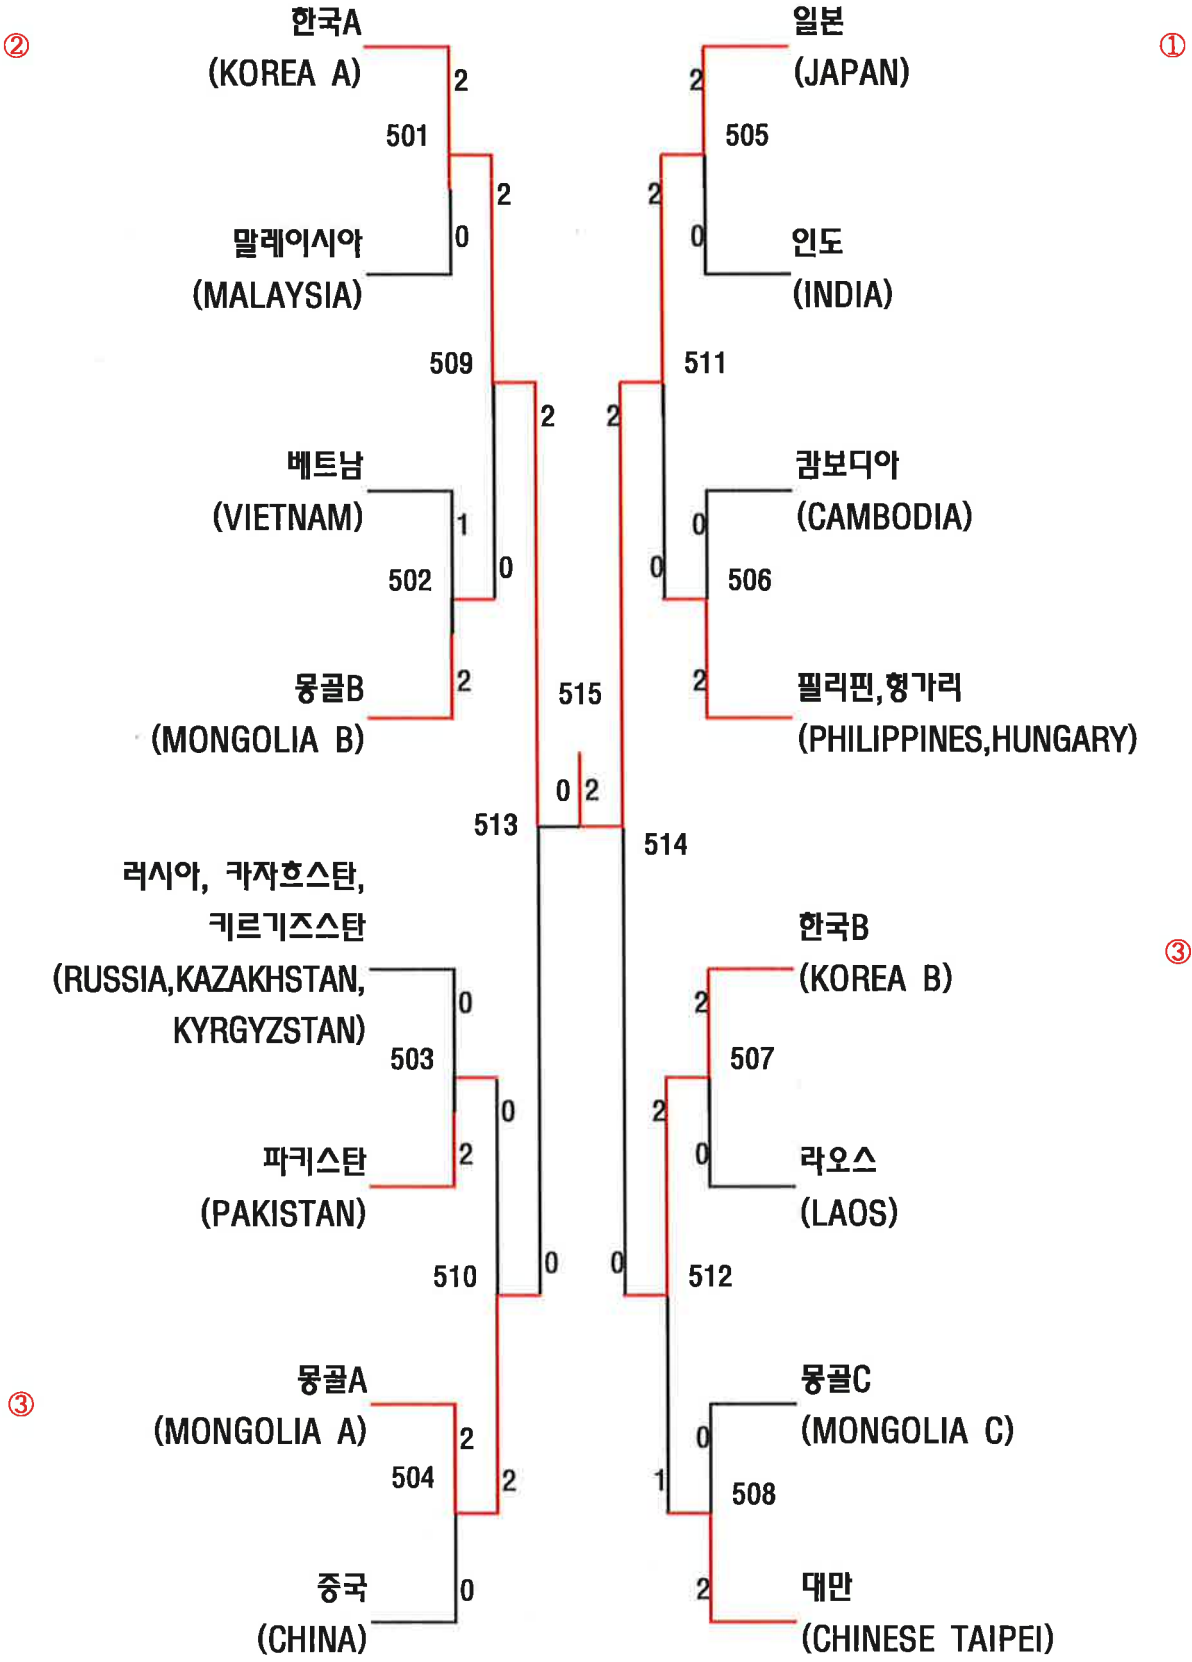 ②
한국A
(KOREA A)
2
501
2
말레이시아
(MALAYSIA)
0
509
2
베트남
(VIETNAM)
1
502
0
몽골B
(MONGOLIA B)
2
513
러시아, 카자흐스탄,
키르기즈스탄
(RUSSIA,KAZAKHSTAN,
KYRGYZSTAN)
0
503
0
파키스탄
(PAKISTAN)
2
510
0
③
몽골A
(MONGOLIA A)
2
504
2
중국
(CHINA)
0
515
0
2
①
일본
(JAPAN)
2
505
2
인도
(INDIA)
0
511
2
캄보디아
(CAMBODIA)
0
506
0
필리핀,헝가리
(PHILIPPINES,HUNGARY)
2
514
③
한국B
(KOREA B)
2
507
2
라오스
(LAOS)
0
512
0
몽골C
(MONGOLIA C)
0
508
1
대만
(CHINESE TAIPEI)
2